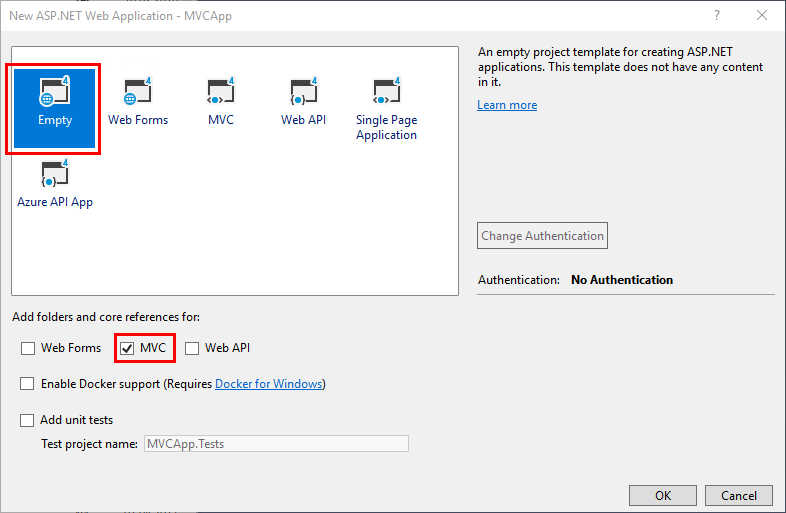 New ASP.NET Web Application - MVCApp
?
4 4 4 4 4
Empty Web Forms MVC Web API Single Page
Application
4
Azure API App
An empty project template for creating ASP.NET
applications. This template does not have any content
in it.
Learn more
Change Authentication
Authentication: No Authentication
Add folders and core references for:
Web Forms MVC Web API
Enable Docker support (Requires Docker for Windows)
Add unit tests
Test project name: MVCApp.Tests
OK Cancel